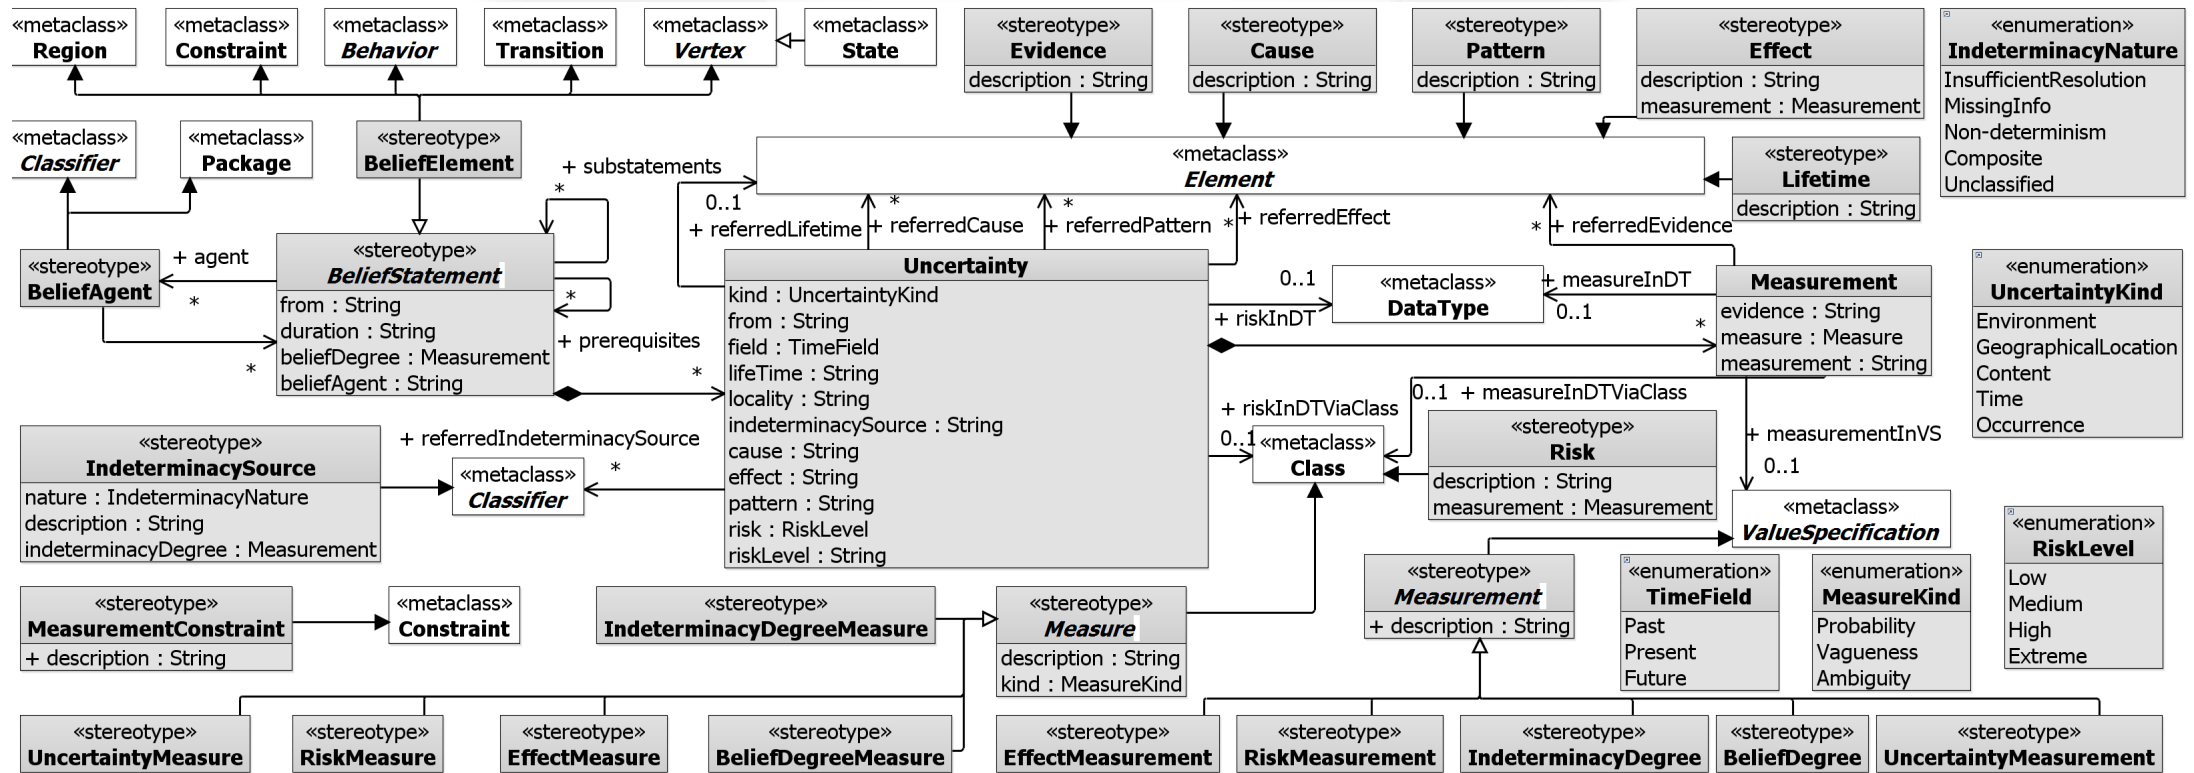 «metaclass»
Region
«metaclass»
Constraint
«metaclass»
Behavior
«metaclass»
Transition
«metaclass»
Vertex
«metaclass»
State
«stereotype»
Evidence
description : String
«stereotype»
Cause
description : String
«stereotype»
Pattern
description : String
«stereotype»
Effect
description : String
measurement : Measurement
«enumeration»
IndeterminacyNature
InsufficientResolution
MissingInfo
Non-determinism
Composite
Unclassified
«metaclass»
Classifier
«metaclass»
Package
«stereotype»
BeliefElement
+ substatements
*
«metaclass»
Element
«stereotype»
Lifetime
description : String
0..1
+ referredLifetime
*
+ referredCause
*
+ referredPattern
*
+ referredEffect
*
+ referredEvidence
«stereotype»
BeliefAgent
+ agent
*
*
«stereotype»
BeliefStatement
from : String
duration : String
beliefDegree : Measurement
beliefAgent : String
*
+ prerequisites
*
Uncertainty
kind : UncertaintyKind
from : String
field : TimeField
lifeTime : String
locality : String
indeterminacySource : String
cause : String
effect : String
pattern : String
risk : RiskLevel
riskLevel : String
0..1
+ riskInDT
«metaclass»
DataType
+ measureInDT
0..1
*
Measurement
evidence : String
measure : Measure
measurement : String
«enumeration»
UncertaintyKind
Environment
GeographicalLocation
Content
Time
Occurrence
+ riskInDTViaClass
0..1
0..1
+ measureInDTViaClass
«metaclass»
Class
«stereotype»
Risk
description : String
measurement : Measurement
+ measurementInVS
0..1
«metaclass»
ValueSpecification
«stereotype»
IndeterminacySource
nature : IndeterminacyNature
description : String
indeterminacyDegree : Measurement
+ referredIndeterminacySource
*
«metaclass»
Classifier
«enumeration»
RiskLevel
Low
Medium
High
Extreme
«stereotype»
MeasurementConstraint
+ description : String
«metaclass»
Constraint
«stereotype»
IndeterminacyDegreeMeasure
«stereotype»
Measure
description : String
kind : MeasureKind
«stereotype»
Measurement
+ description : String
«enumeration»
TimeField
Past
Present
Future
«enumeration»
MeasureKind
Probability
Vagueness
Ambiguity
«stereotype»
UncertaintyMeasure
«stereotype»
RiskMeasure
«stereotype»
EffectMeasure
«stereotype»
BeliefDegreeMeasure
«stereotype»
EffectMeasurement
«stereotype»
RiskMeasurement
«stereotype»
IndeterminacyDegree
«stereotype»
BeliefDegree
«stereotype»
UncertaintyMeasurement